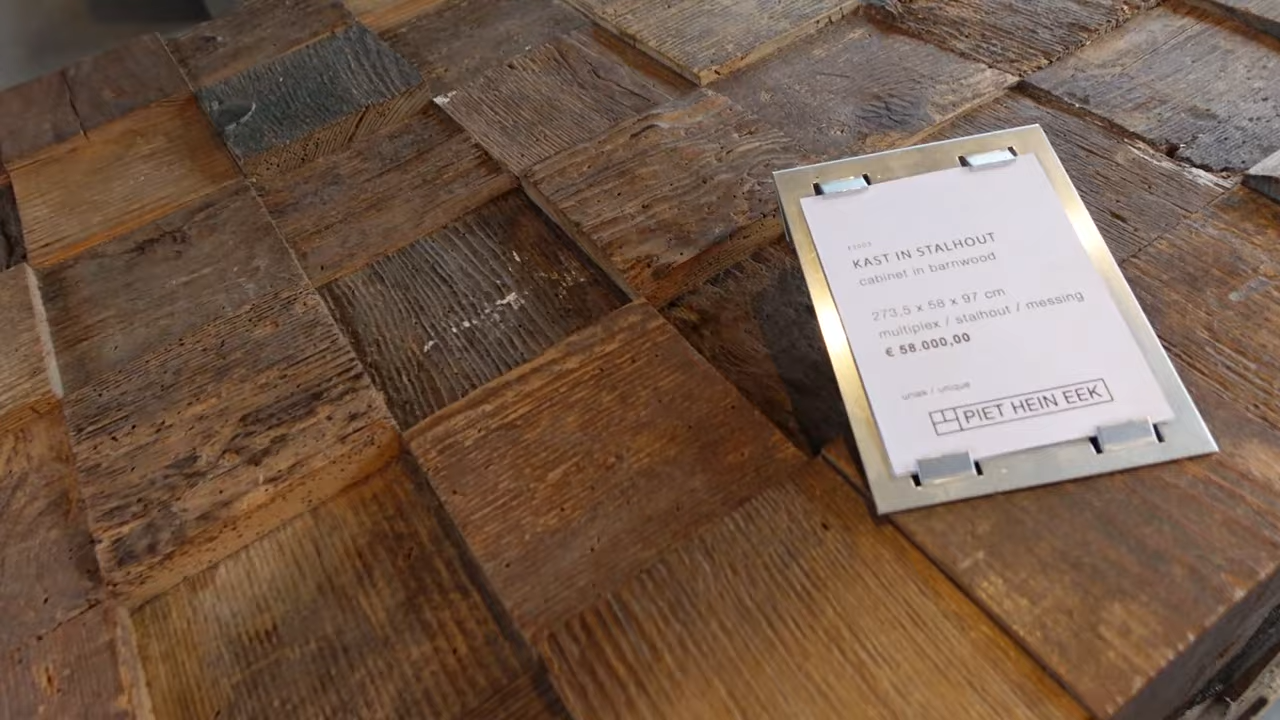 KAST IN STALHOUT
cabinet in barnwood
273,5 x 58 x 97 cm
multiplex / stalhout / messing
€ 58.000,00
uniek / unique
PIET HEIN EEK